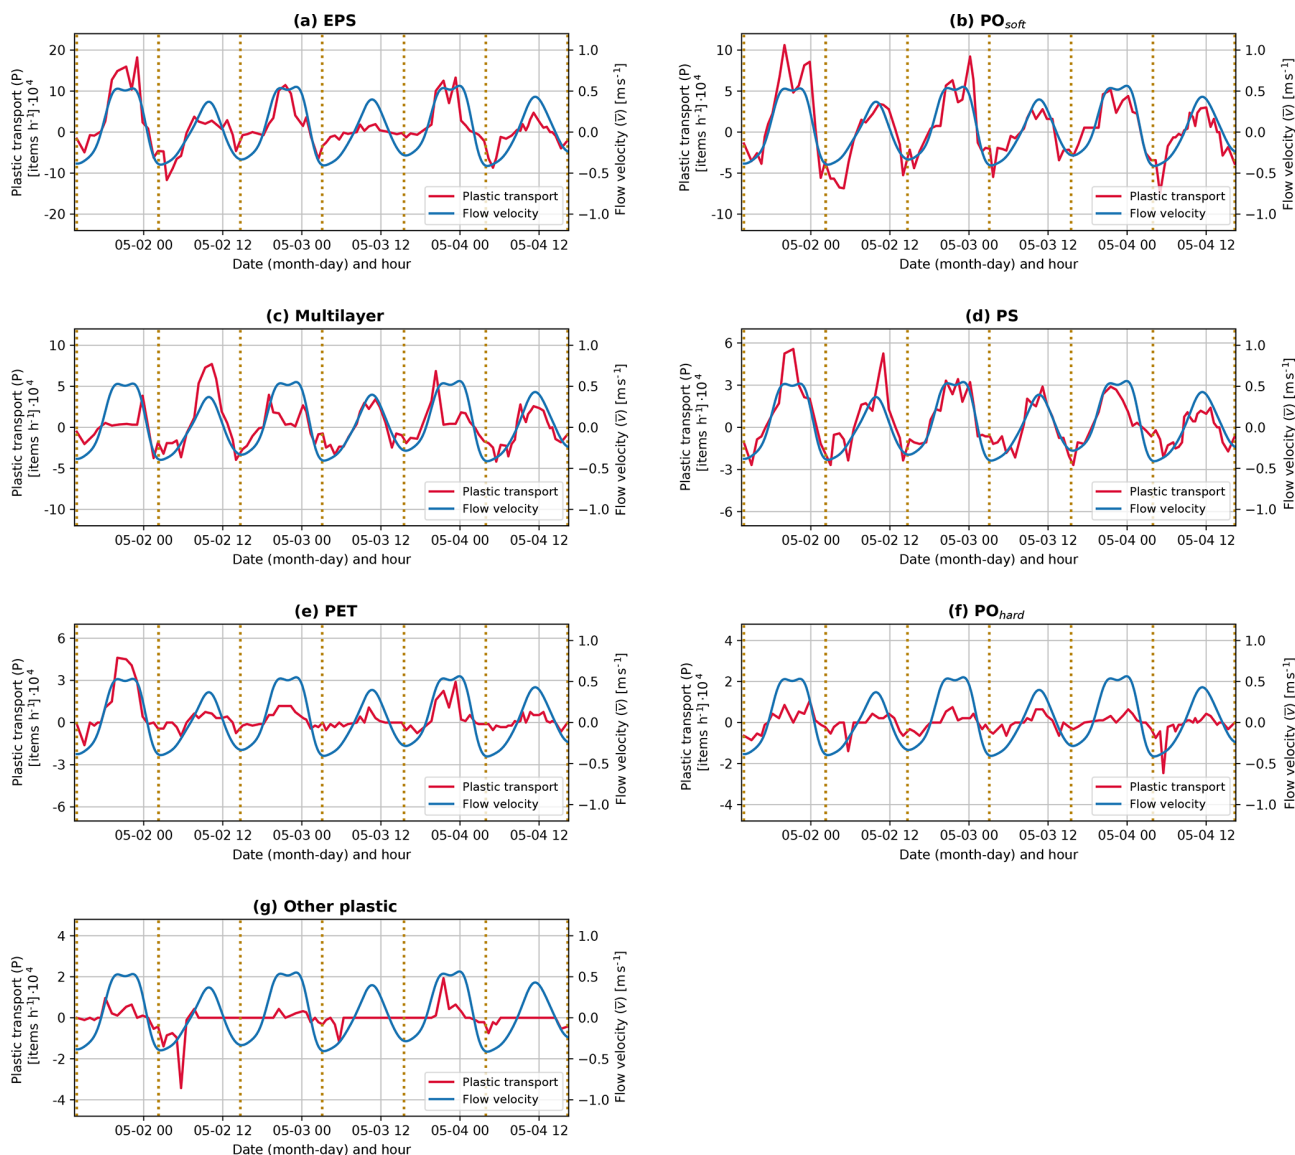 (a) EPS
Plastic transport (P)
[items h⁻¹]·10⁴
20
10
0
-10
-20
1.0
0.5
0.0
−0.5
−1.0
Flow velocity (v̅) [m s⁻¹]
Plastic transport
Flow velocity
05-02 00 05-02 12 05-03 00 05-03 12 05-04 00 05-04 12
Date (month-day) and hour
(b) PO_soft
Plastic transport (P)
[items h⁻¹]·10⁴
10
5
0
-5
-10
1.0
0.5
0.0
−0.5
−1.0
Flow velocity (v̅) [m s⁻¹]
Plastic transport
Flow velocity
05-02 00 05-02 12 05-03 00 05-03 12 05-04 00 05-04 12
Date (month-day) and hour
(c) Multilayer
Plastic transport (P)
[items h⁻¹]·10⁴
10
5
0
-5
-10
1.0
0.5
0.0
−0.5
−1.0
Flow velocity (v̅) [m s⁻¹]
Plastic transport
Flow velocity
05-02 00 05-02 12 05-03 00 05-03 12 05-04 00 05-04 12
Date (month-day) and hour
(d) PS
Plastic transport (P)
[items h⁻¹]·10⁴
6
3
0
-3
-6
1.0
0.5
0.0
−0.5
−1.0
Flow velocity (v̅) [m s⁻¹]
Plastic transport
Flow velocity
05-02 00 05-02 12 05-03 00 05-03 12 05-04 00 05-04 12
Date (month-day) and hour
(e) PET
Plastic transport (P)
[items h⁻¹]·10⁴
6
3
0
-3
-6
1.0
0.5
0.0
−0.5
−1.0
Flow velocity (v̅) [m s⁻¹]
Plastic transport
Flow velocity
05-02 00 05-02 12 05-03 00 05-03 12 05-04 00 05-04 12
Date (month-day) and hour
(f) PO_hard
Plastic transport (P)
[items h⁻¹]·10⁴
4
2
0
-2
-4
1.0
0.5
0.0
−0.5
−1.0
Flow velocity (v̅) [m s⁻¹]
Plastic transport
Flow velocity
05-02 00 05-02 12 05-03 00 05-03 12 05-04 00 05-04 12
Date (month-day) and hour
(g) Other plastic
Plastic transport (P)
[items h⁻¹]·10⁴
4
2
0
-2
-4
1.0
0.5
0.0
−0.5
−1.0
Flow velocity (v̅) [m s⁻¹]
Plastic transport
Flow velocity
05-02 00 05-02 12 05-03 00 05-03 12 05-04 00 05-04 12
Date (month-day) and hour